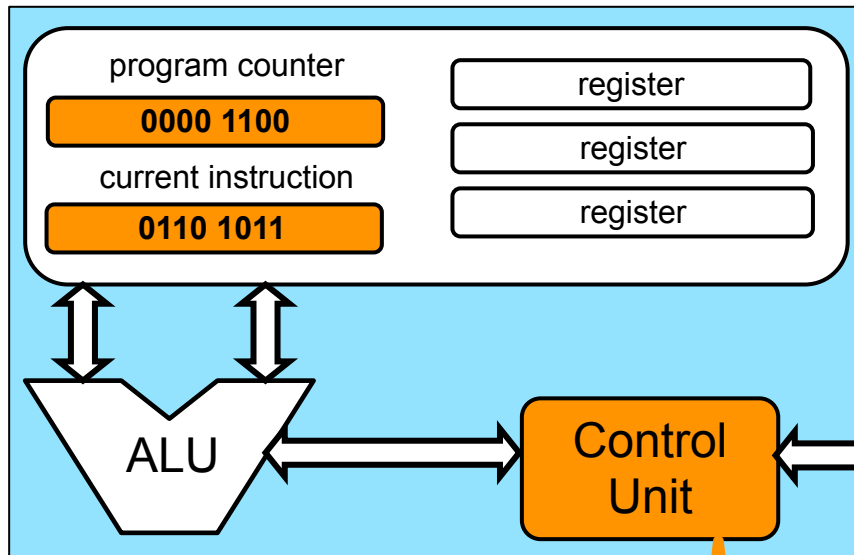 program counter
0000 1100
current instruction
0110 1011
register
register
register
ALU
Control
Unit